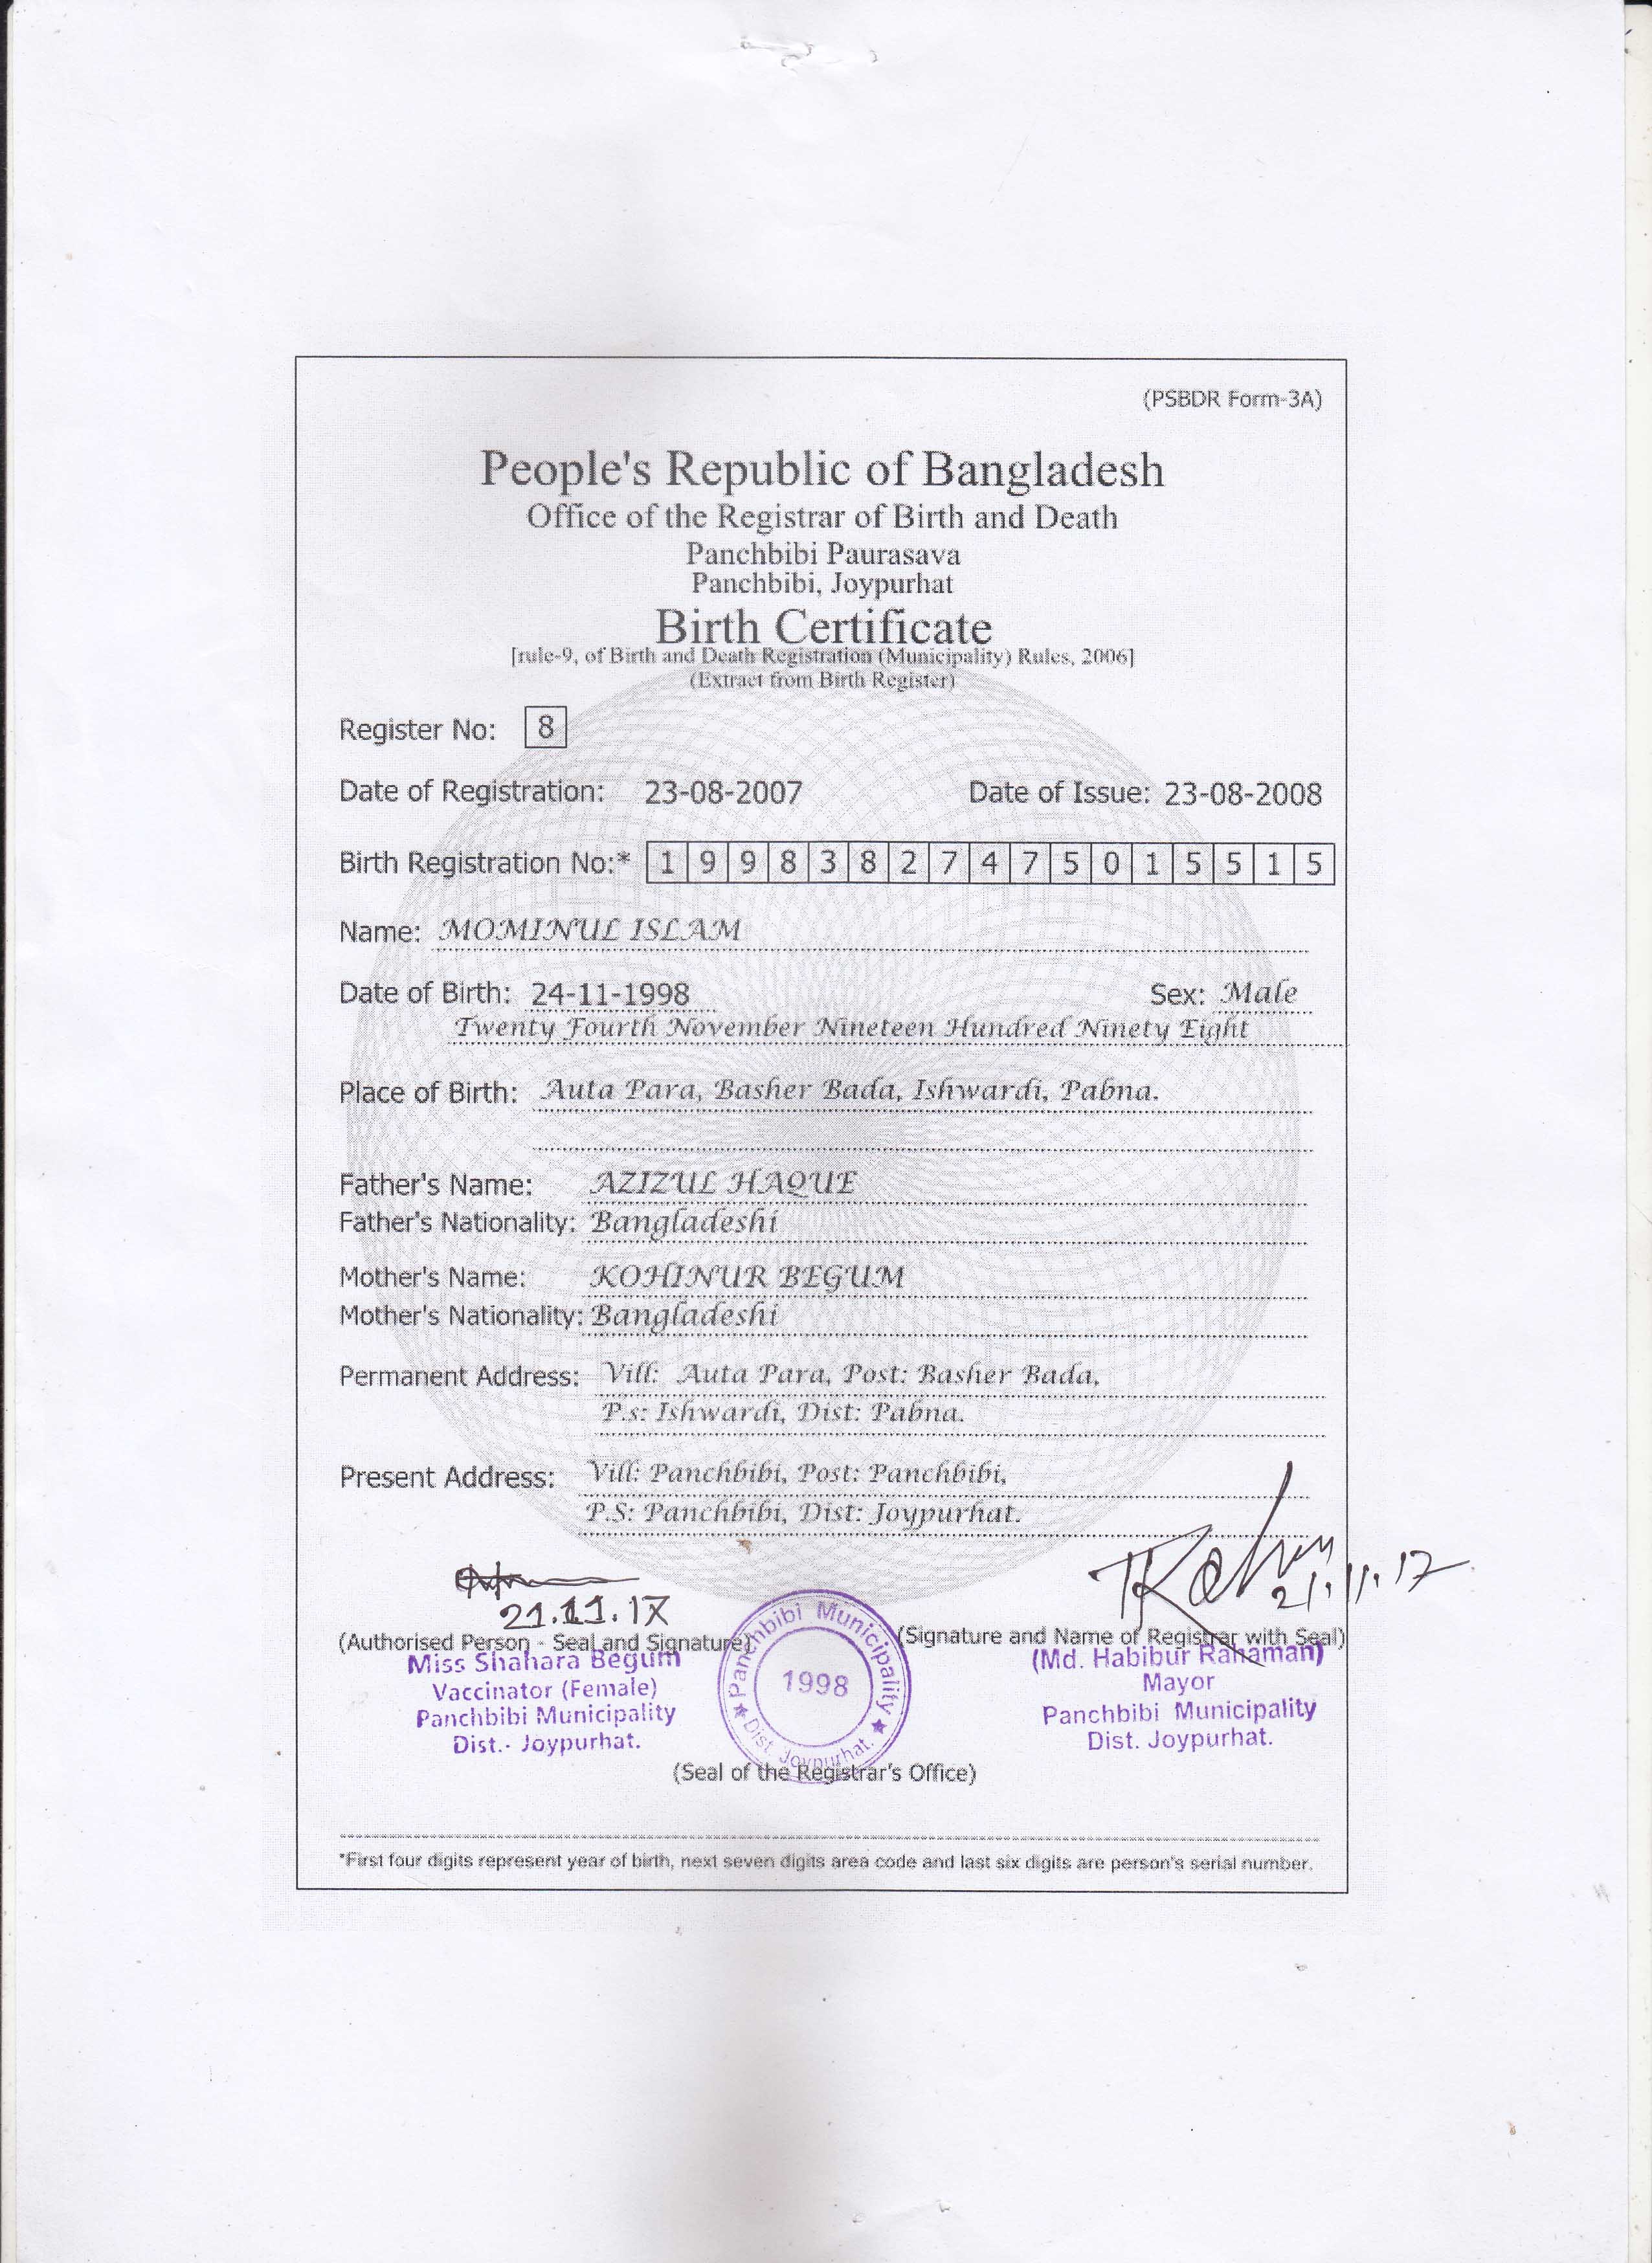 (PSBDR Form-3A)
People's Republic of Bangladesh
Office of the Registrar of Birth and Death
Panchbibi Paurasava
Panchbibi, Joypurhat
Birth Certificate
[rule-9, of Birth and Death Registration (Municipality) Rules, 2006]
(Extract from Birth Register)
Register No: 8
Date of Registration: 23-08-2007 Date of Issue: 23-08-2008
Birth Registration No:* 1 9 9 8 3 8 2 7 4 7 5 0 1 5 5 1 5
Name: MOMINUL ISLAM
Date of Birth: 24-11-1998 Sex: Male
Twenty Fourth November Nineteen Hundred Ninety Eight
Place of Birth: Auta Para, Basher Bada, Ishwardi, Pabna.
Father's Name: AZIZUL HAQUE
Father's Nationality: Bangladeshi
Mother's Name: KOHINUR BEGUM
Mother's Nationality: Bangladeshi
Permanent Address: Vill: Auta Para, Post: Basher Bada,
P.s: Ishwardi, Dist: Pabna.
Present Address: Vill: Panchbibi, Post: Panchbibi,
P.S: Panchbibi, Dist: Joypurhat.
21.11.17 21.11.17
(Authorised Person - Seal and Signature) (Signature and Name of Registrar with Seal)
Miss Shahara Begum
Vaccinator (Female)
Panchbibi Municipality
Dist.- Joypurhat.
Panchbibi Municipality
1998
Dist. Joypurhat.
(Md. Habibur Rahaman)
Mayor
Panchbibi Municipality
Dist. Joypurhat.
(Seal of the Registrar's Office)
*First four digits represent year of birth, next seven digits area code and last six digits are person's serial number.